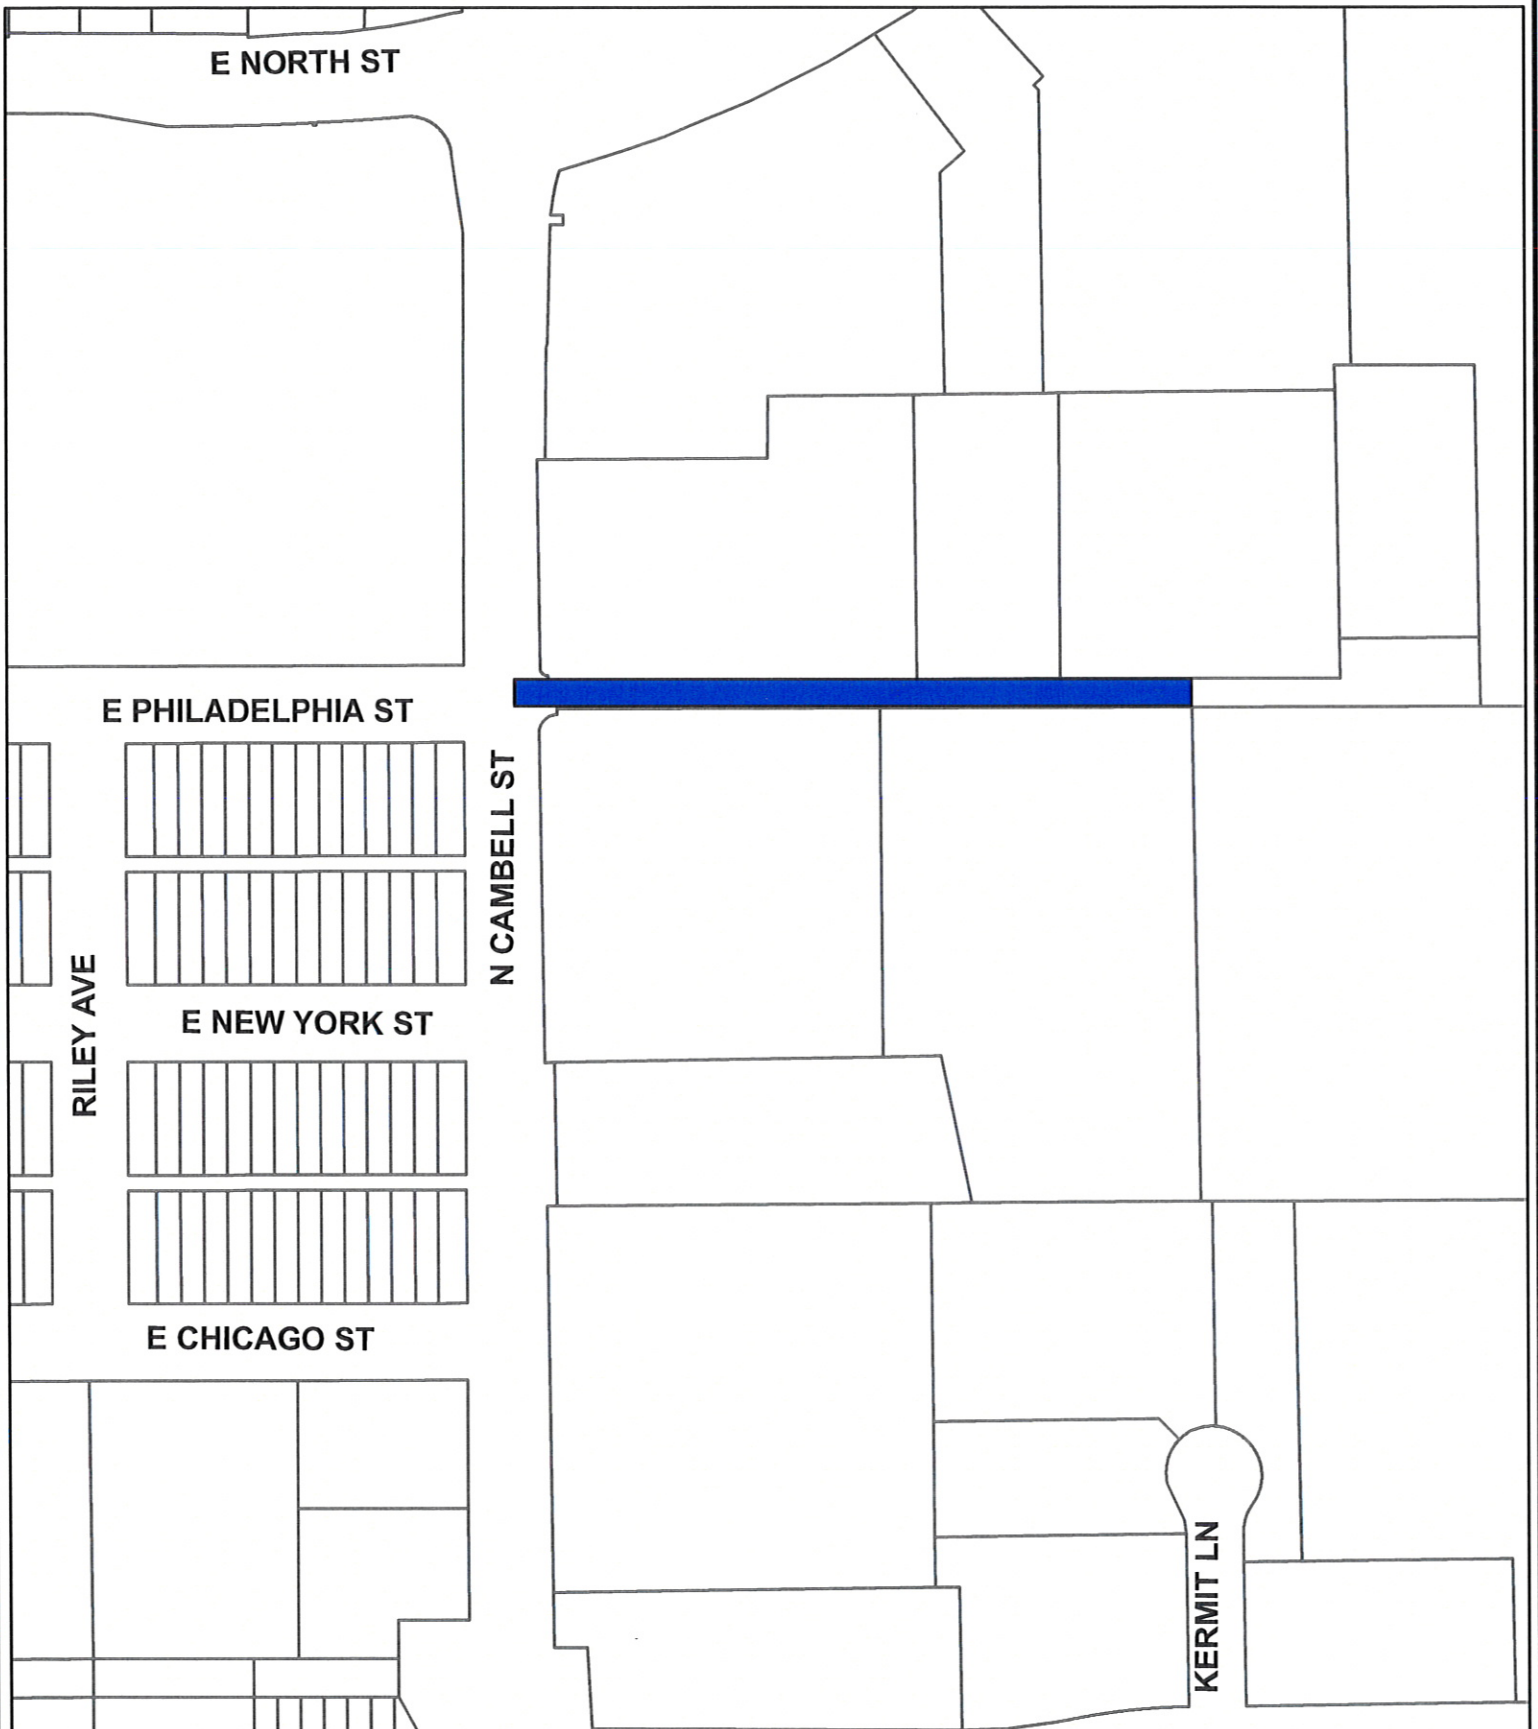 E NORTH ST
E PHILADELPHIA ST
N CAMBELL ST
RILEY AVE
E NEW YORK ST
E CHICAGO ST
KERMIT LN